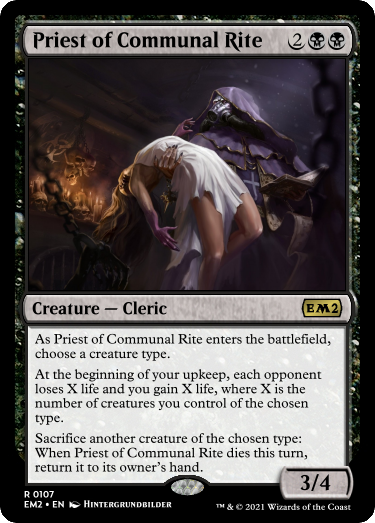 Priest of Communal Rite 2
Creature — Cleric EM2
As Priest of Communal Rite enters the battlefield,
choose a creature type.
At the beginning of your upkeep, each opponent
loses X life and you gain X life, where X is the
number of creatures you control of the chosen
type.
Sacrifice another creature of the chosen type:
When Priest of Communal Rite dies this turn,
return it to its owner's hand.
3/4
R 0107
EM2 • EN Hintergrundbilder
™ & © 2021 Wizards of the Coast